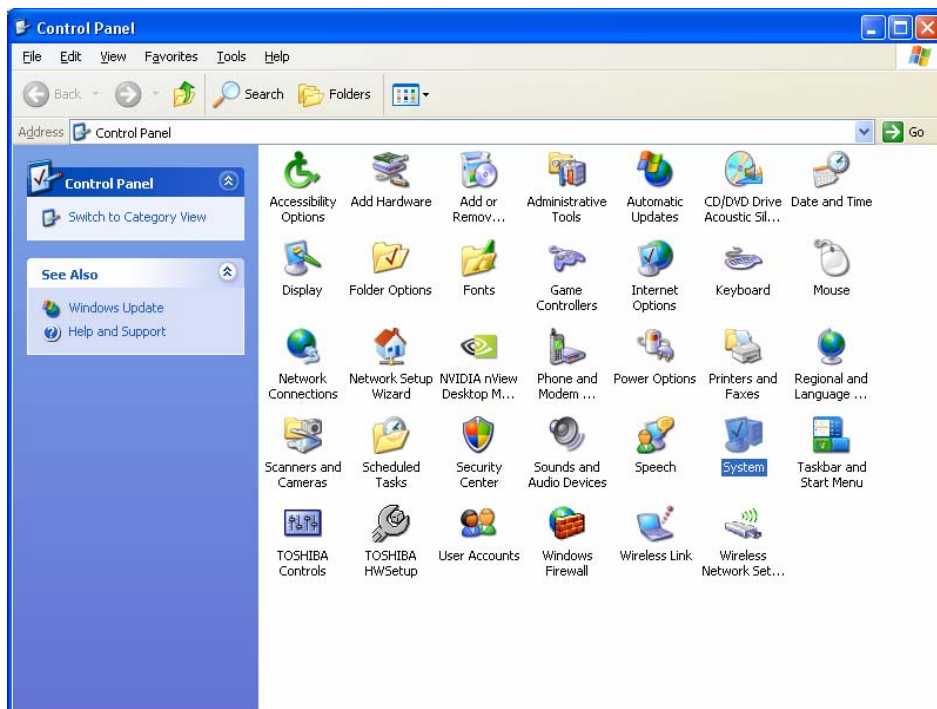 Control Panel
File Edit View Favorites Tools Help
Back Search Folders
Address Control Panel Go
Control Panel
Switch to Category View
See Also
Windows Update
Help and Support
Accessibility Options
Add Hardware
Add or Remov...
Administrative Tools
Automatic Updates
CD/DVD Drive Acoustic Sil...
Date and Time
Display
Folder Options
Fonts
Game Controllers
Internet Options
Keyboard
Mouse
Network Connections
Network Setup Wizard
NVIDIA nView Desktop M...
Phone and Modem ...
Power Options
Printers and Faxes
Regional and Language ...
Scanners and Cameras
Scheduled Tasks
Security Center
Sounds and Audio Devices
Speech
System
Taskbar and Start Menu
TOSHIBA Controls
TOSHIBA HWSetup
User Accounts
Windows Firewall
Wireless Link
Wireless Network Set...